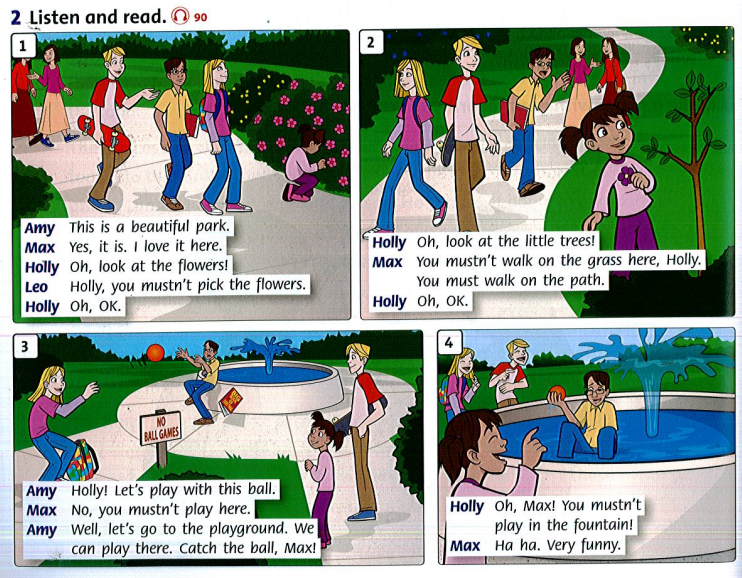 2 Listen and read. 90
1
Amy This is a beautiful park.
Max Yes, it is. I love it here.
Holly Oh, look at the flowers!
Leo Holly, you mustn't pick the flowers.
Holly Oh, OK.
2
Holly Oh, look at the little trees!
Max You mustn't walk on the grass here, Holly.
You must walk on the path.
Holly Oh, OK.
3
NO
BALL GAMES
Amy Holly! Let's play with this ball.
Max No, you mustn't play here.
Amy Well, let's go to the playground. We
can play there. Catch the ball, Max!
4
Holly Oh, Max! You mustn't
play in the fountain!
Max Ha ha. Very funny.